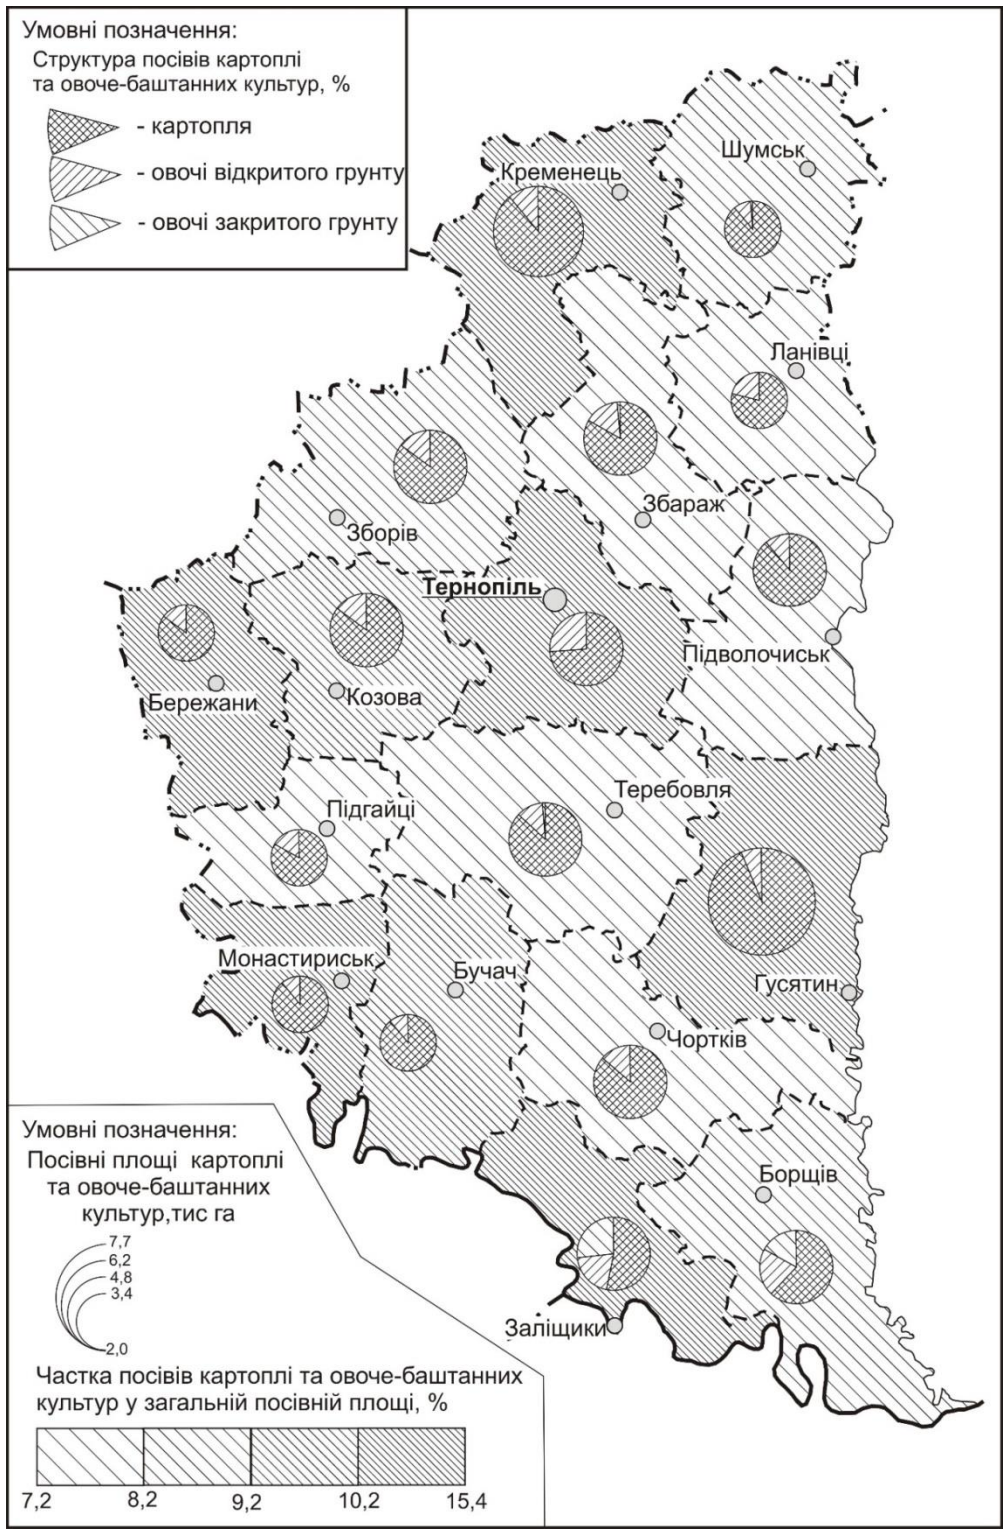 Умовні позначення:
Структура посівів картоплі
та овоче-баштанних культур, %
- картопля
- овочі відкритого грунту
- овочі закритого грунту
Шумськ
Кременець
Ланівці
Збараж
Зборів
Тернопіль
Підволочиськ
Бережани
Козова
Теребовля
Підгайці
Монастириськ
Бучач
Гусятин
Чортків
Борщів
Заліщики
Умовні позначення:
Посівні площі картоплі
та овоче-баштанних
культур,тис га
7,7
6,2
4,8
3,4
2,0
Частка посівів картоплі та овоче-баштанних
культур у загальній посівній площі, %
7,2 8,2 9,2 10,2 15,4